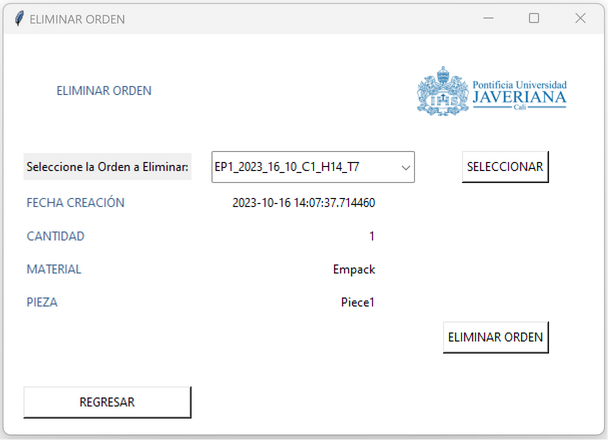 ELIMINAR ORDEN
ELIMINAR ORDEN
Pontificia Universidad
JAVERIANA
Cali
Seleccione la Orden a Eliminar:
EP1_2023_16_10_C1_H14_T7
SELECCIONAR
FECHA CREACIÓN
2023-10-16 14:07:37.714460
CANTIDAD
1
MATERIAL
Empack
PIEZA
Piece1
ELIMINAR ORDEN
REGRESAR